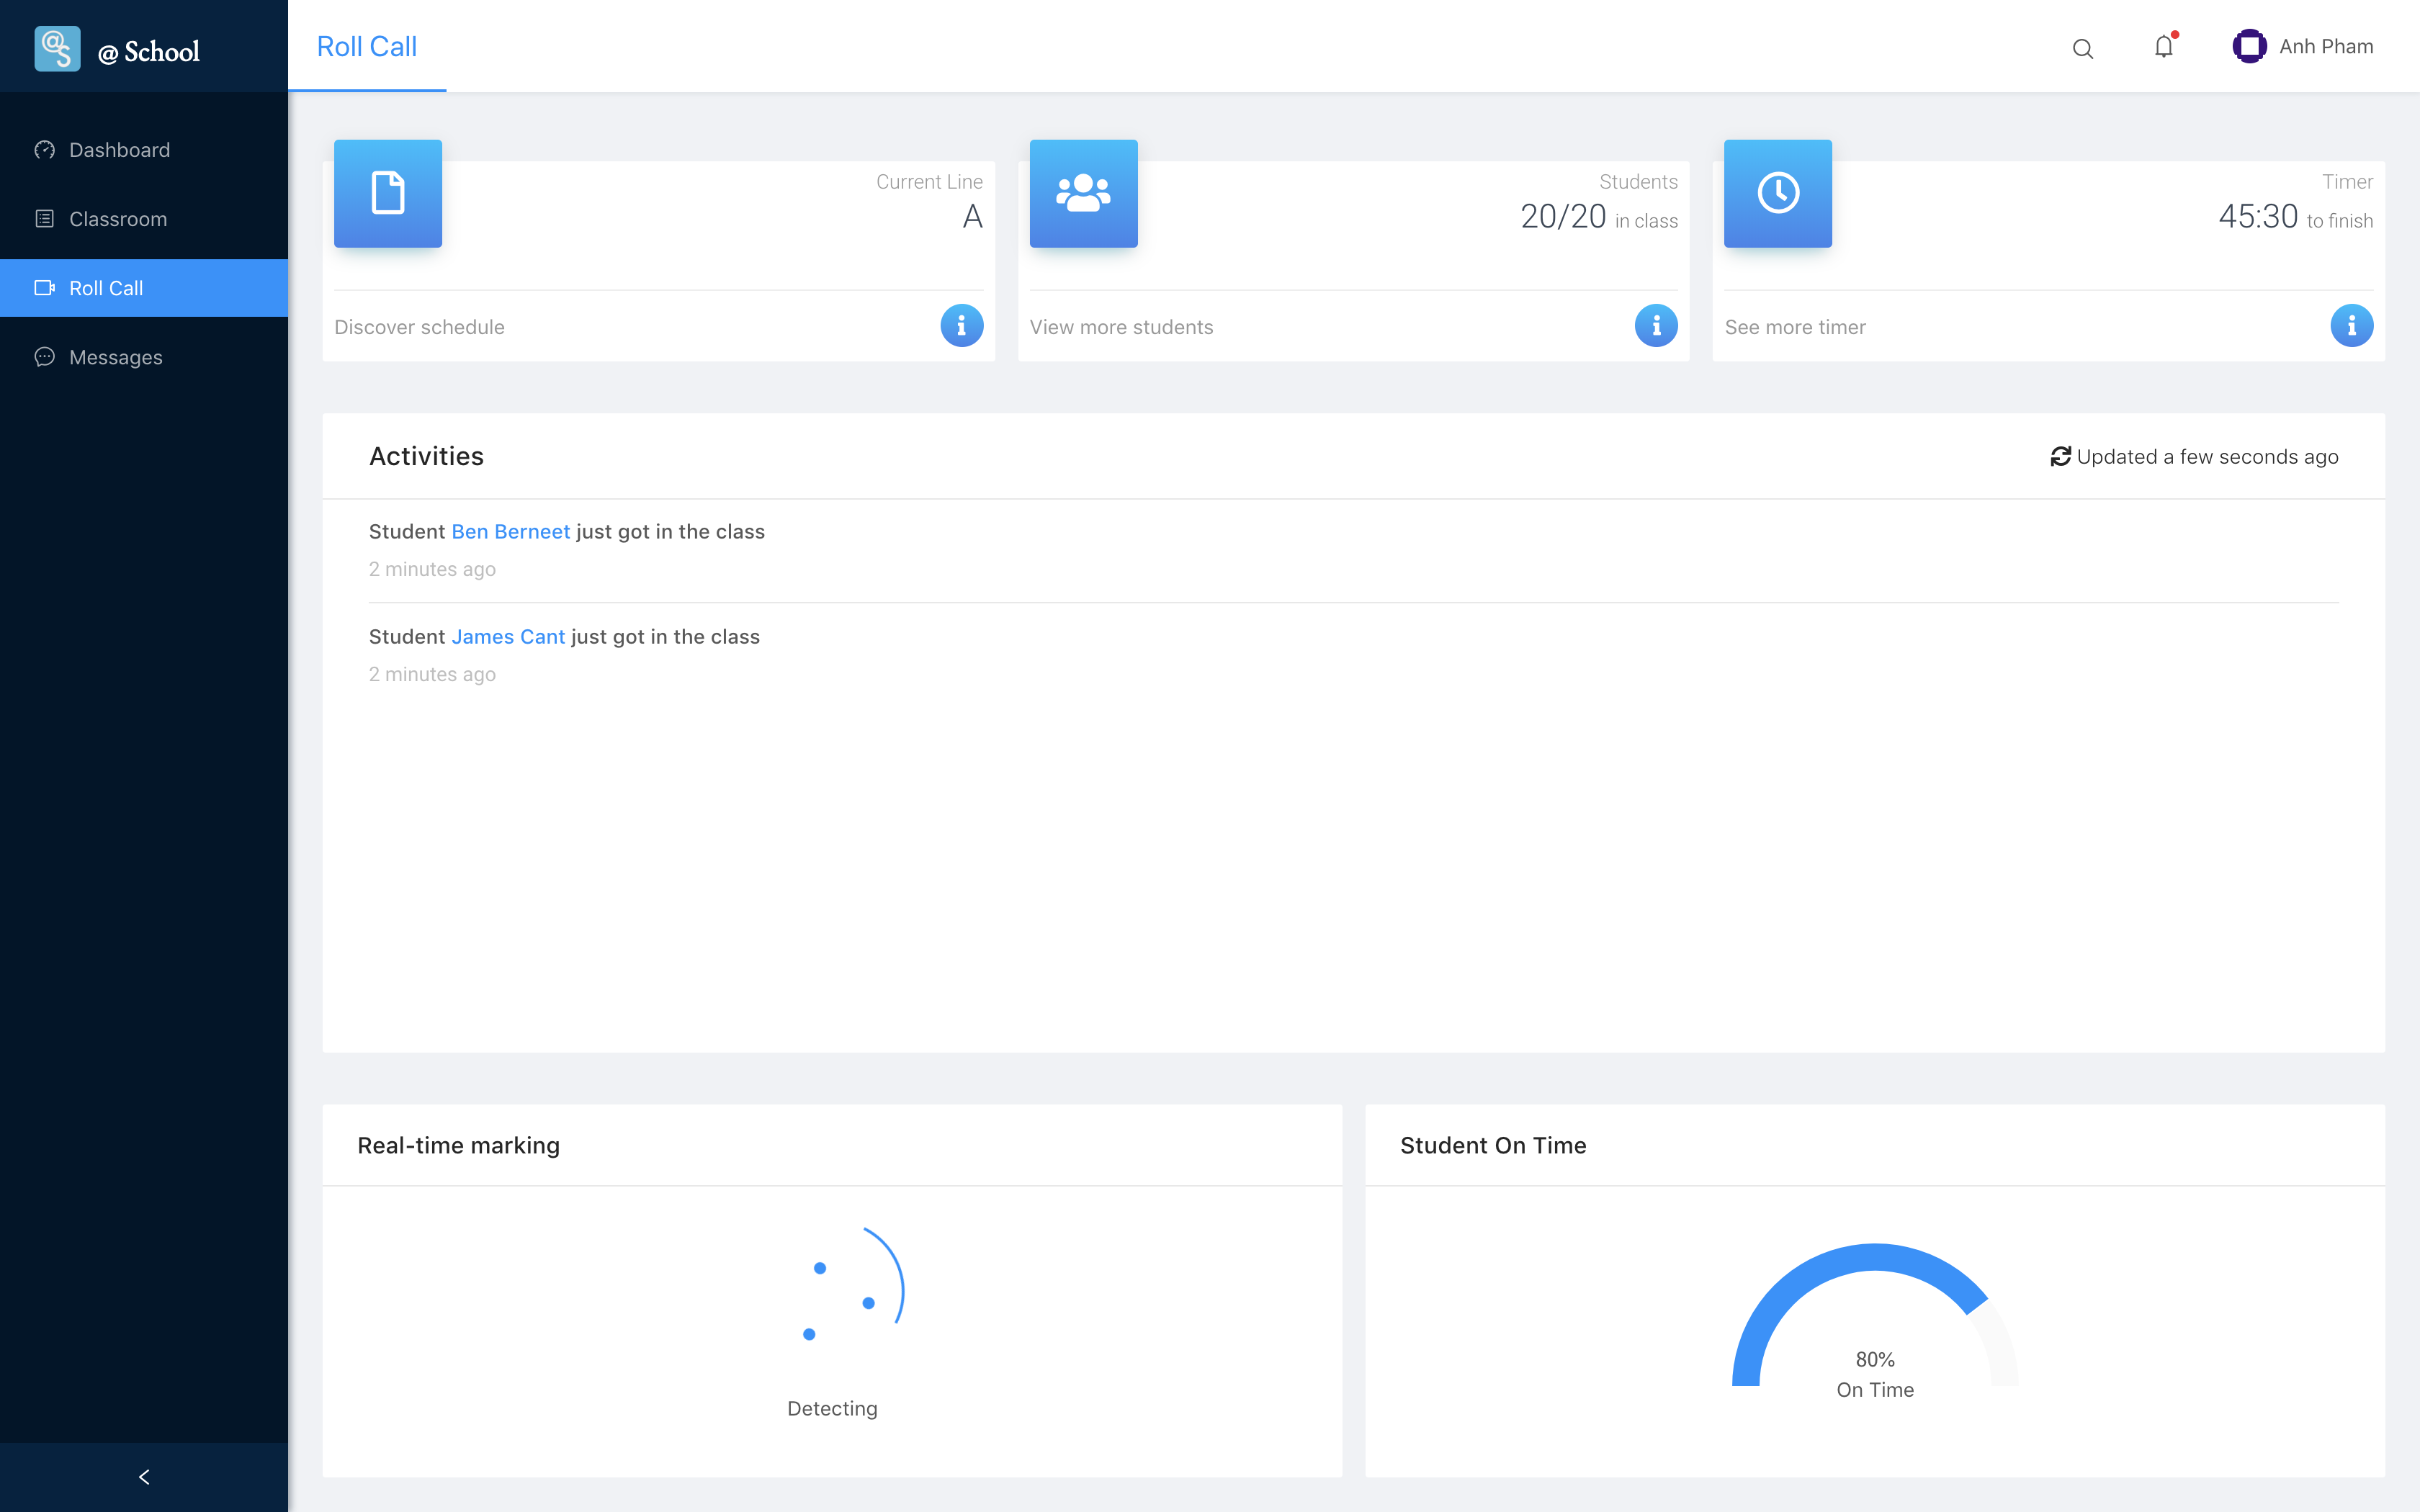 @S @ School
Roll Call
Anh Pham
Dashboard
Classroom
Roll Call
Messages
Current Line
A
Discover schedule
Students
20/20 in class
View more students
Timer
45:30 to finish
See more timer
Activities
Updated a few seconds ago
Student Ben Berneet just got in the class
2 minutes ago
Student James Cant just got in the class
2 minutes ago
Real-time marking
Detecting
Student On Time
80%
On Time